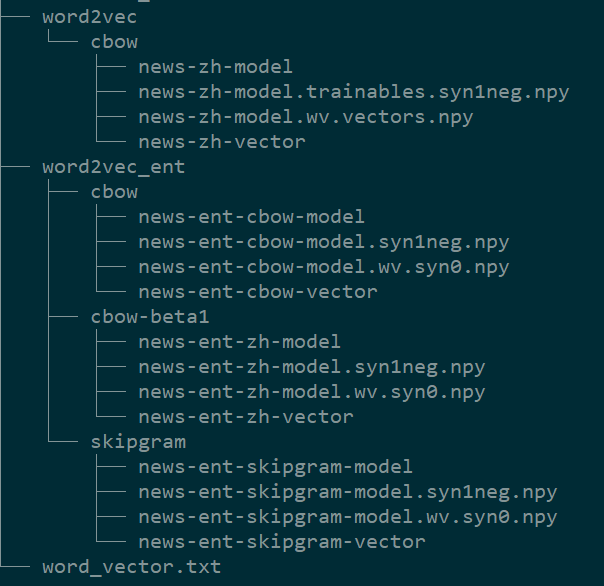 word2vec
cbow
news-zh-model
news-zh-model.trainables.syn1neg.npy
news-zh-model.wv.vectors.npy
news-zh-vector
word2vec_ent
cbow
news-ent-cbow-model
news-ent-cbow-model.syn1neg.npy
news-ent-cbow-model.wv.syn0.npy
news-ent-cbow-vector
cbow-beta1
news-ent-zh-model
news-ent-zh-model.syn1neg.npy
news-ent-zh-model.wv.syn0.npy
news-ent-zh-vector
skipgram
news-ent-skipgram-model
news-ent-skipgram-model.syn1neg.npy
news-ent-skipgram-model.wv.syn0.npy
news-ent-skipgram-vector
word_vector.txt